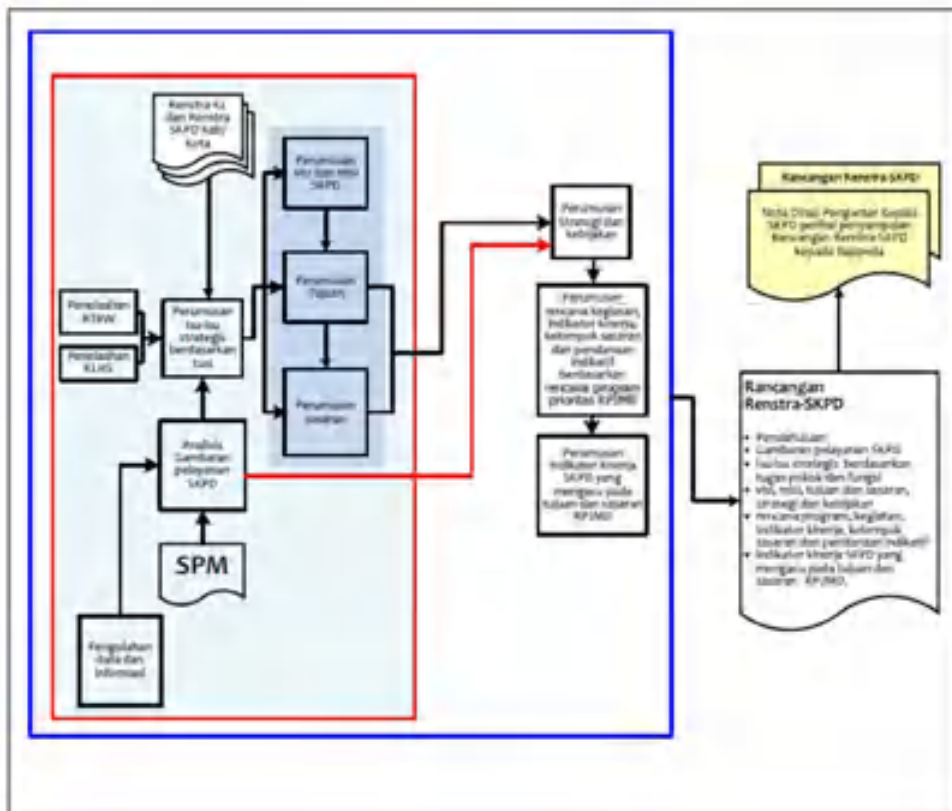 Renstra-KL
dan Renstra
SKPD kab/
kota
Perumusan
visi dan misi
SKPD
Perumusan
Tujuan
Perumusan
sasaran
Penelaahan
RTRW
Penelaahan
KLHS
Perumusan
Isu-isu
strategis
berdasarkan
tusi
Analisis
Gambaran
pelayanan
SKPD
SPM
Pengolahan
data dan
informasi
Perumusan
Strategi dan
kebijakan
Perumusan
rencana kegiatan,
indikator kinerja,
kelompok sasaran
dan pendanaan
indikatif
berdasarkan
rencana program
prioritas RPJMD
Perumusan
indikator kinerja
SKPD yang
mengacu pada
tujuan dan sasaran
RPJMD
Rancangan Renstra-SKPD
Nota Dinas Pengantar Kepala
SKPD perihal penyampaian
Rancangan Renstra-SKPD
kepada Bappeda
Rancangan
Renstra-SKPD
• Pendahuluan
• Gambaran pelayanan SKPD
• Isu-isu strategis berdasarkan
tugas pokok dan fungsi
• visi, misi, tujuan dan sasaran,
strategi dan kebijakan
• rencana program, kegiatan,
indikator kinerja, kelompok
sasaran dan pendanaan indikatif
• indikator kinerja SKPD yang
mengacu pada tujuan dan
sasaran RPJMD.